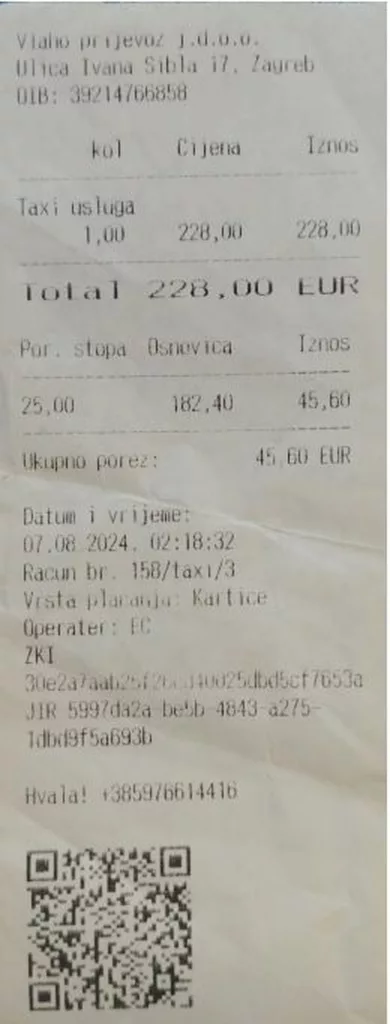 Vlaho prijevoz j.d.o.o.
Ulica Ivana Šibla 17, Zagreb
OIB: 39214766858
kol Cijena Iznos
Taxi usluga
1,00 228,00 228,00
Total 228,00 EUR
Por. stopa Osnovica Iznos
25,00 182,40 45,60
Ukupno porez: 45,60 EUR
Datum i vrijeme:
07.08.2024. 02:18:32
Racun br. 158/taxi/3
Vrsta placanja: Kartice
Operater: EC
ZKI
JIR 5997da2a-be5b-4843-a275-
1dbd9f5a693b
Hvala! +385976614416